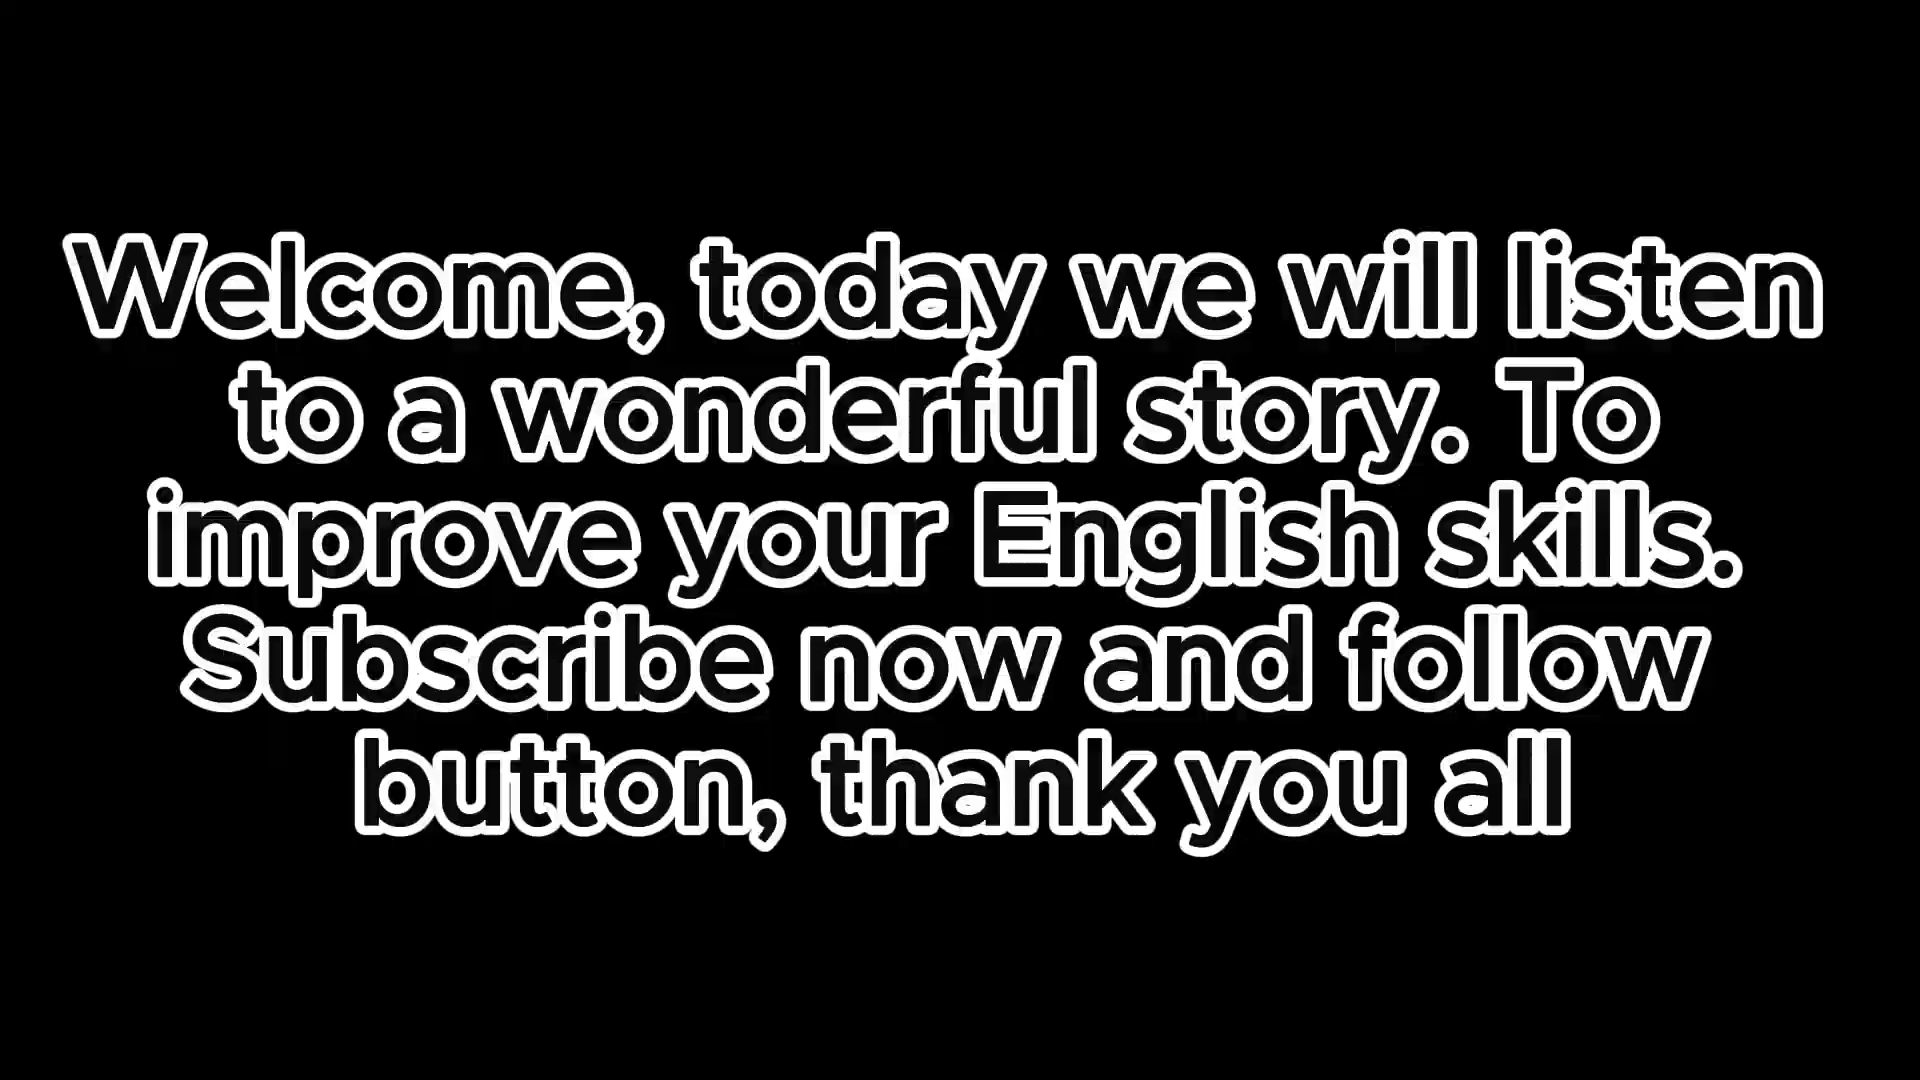 Welcome, today we will listen
to a wonderful story. To
improve your English skills.
Subscribe now and follow
button, thank you all